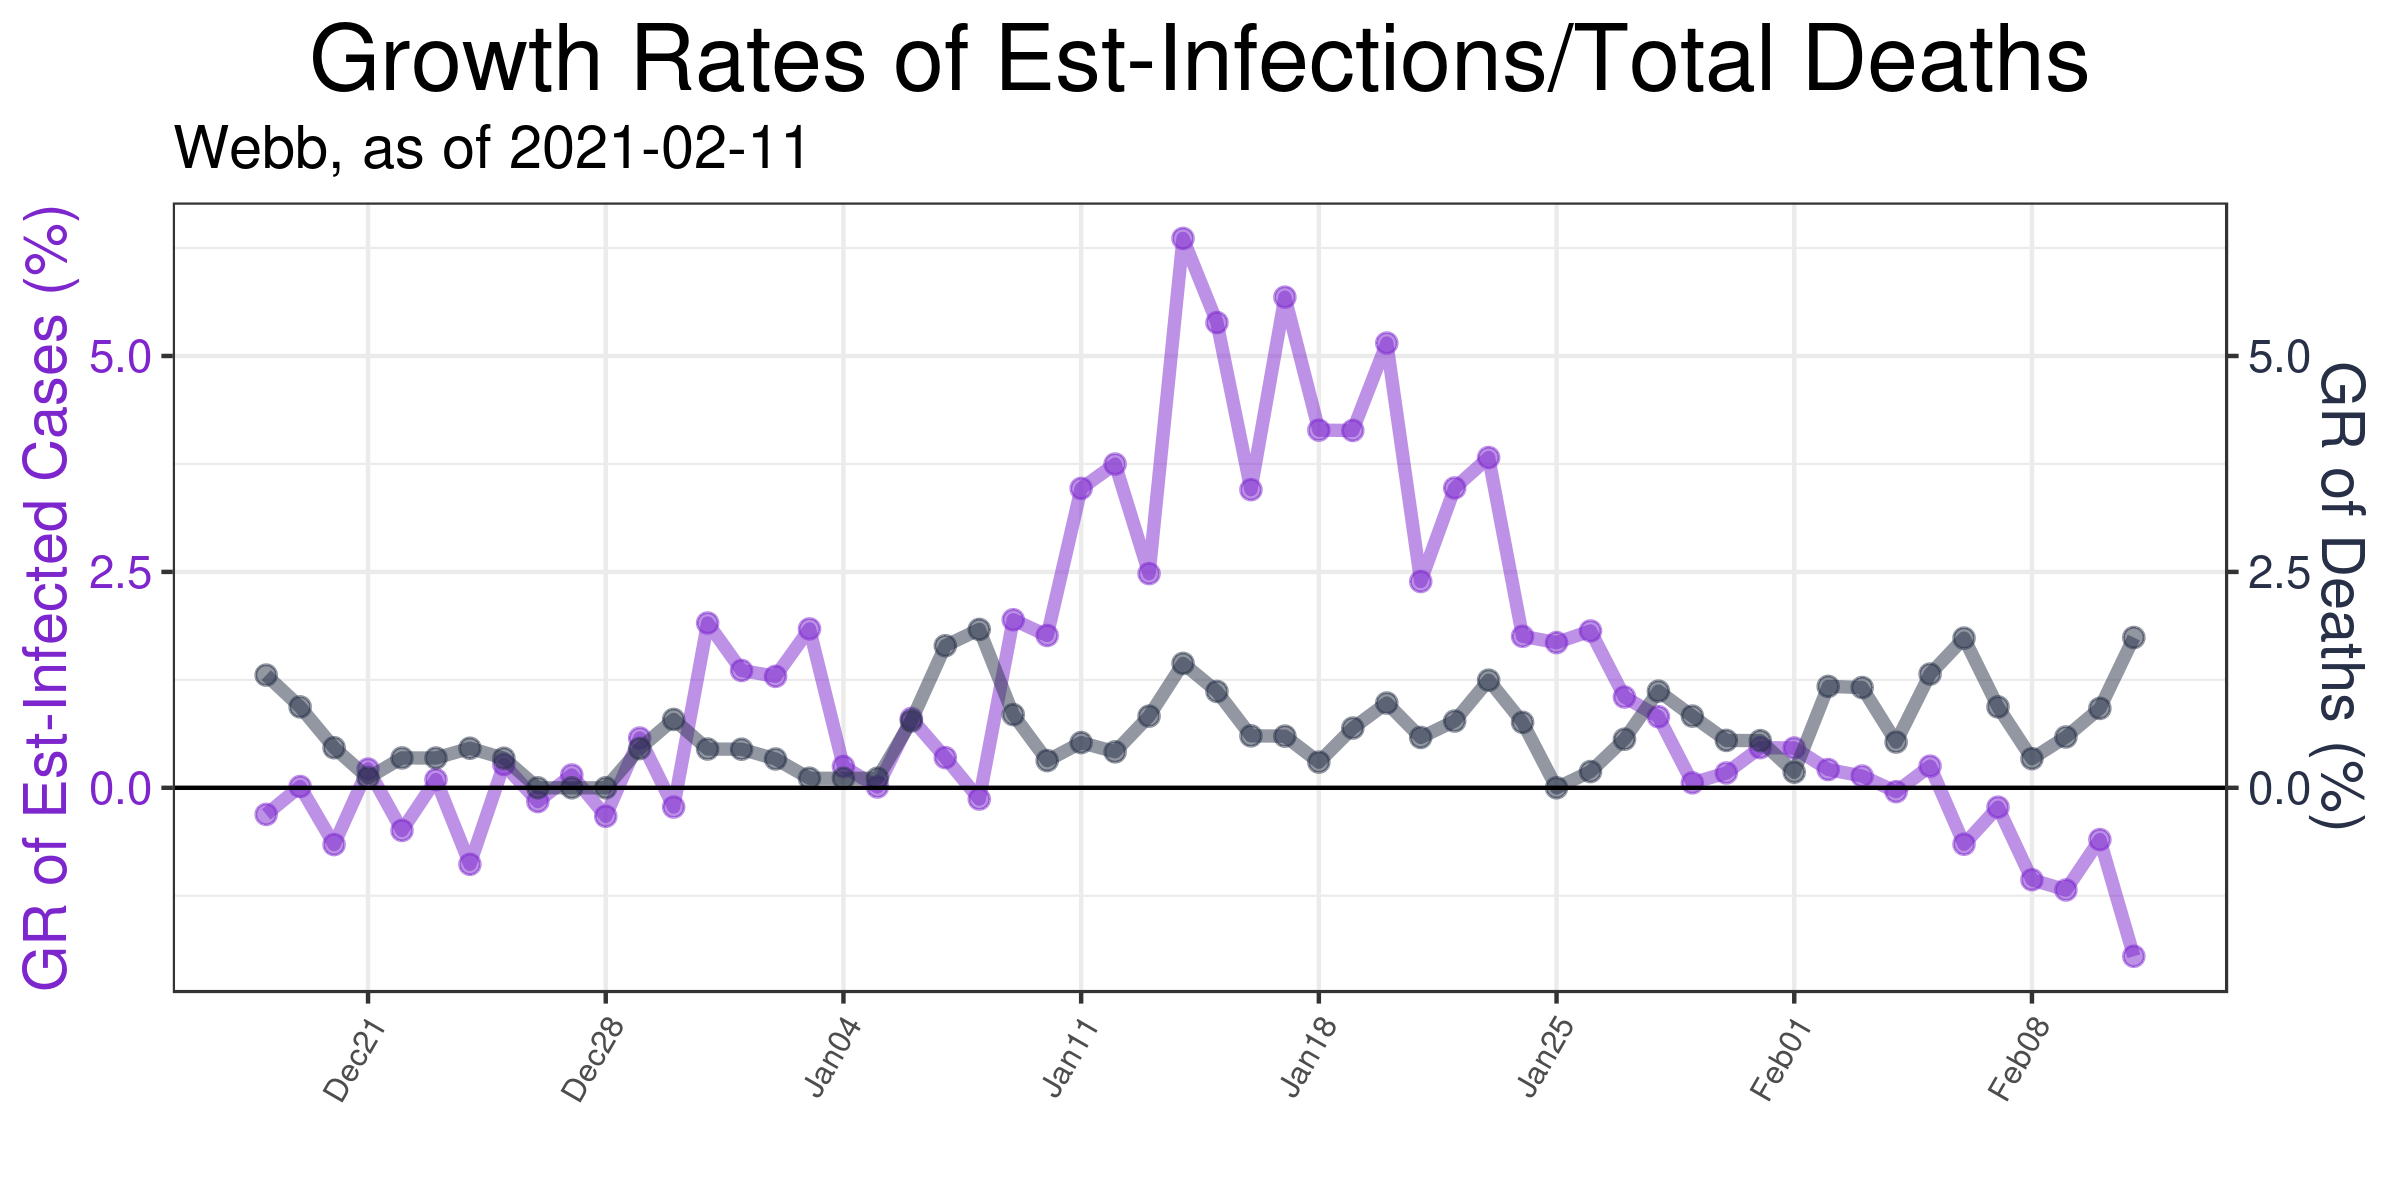 Growth Rates of Est-Infections/Total Deaths
Webb, as of 2021-02-11
GR of Est-Infected Cases (%)
5.0
2.5
0.0
5.0
2.5
0.0
GR of Deaths (%)
Dec21
Dec28
Jan04
Jan11
Jan18
Jan25
Feb01
Feb08